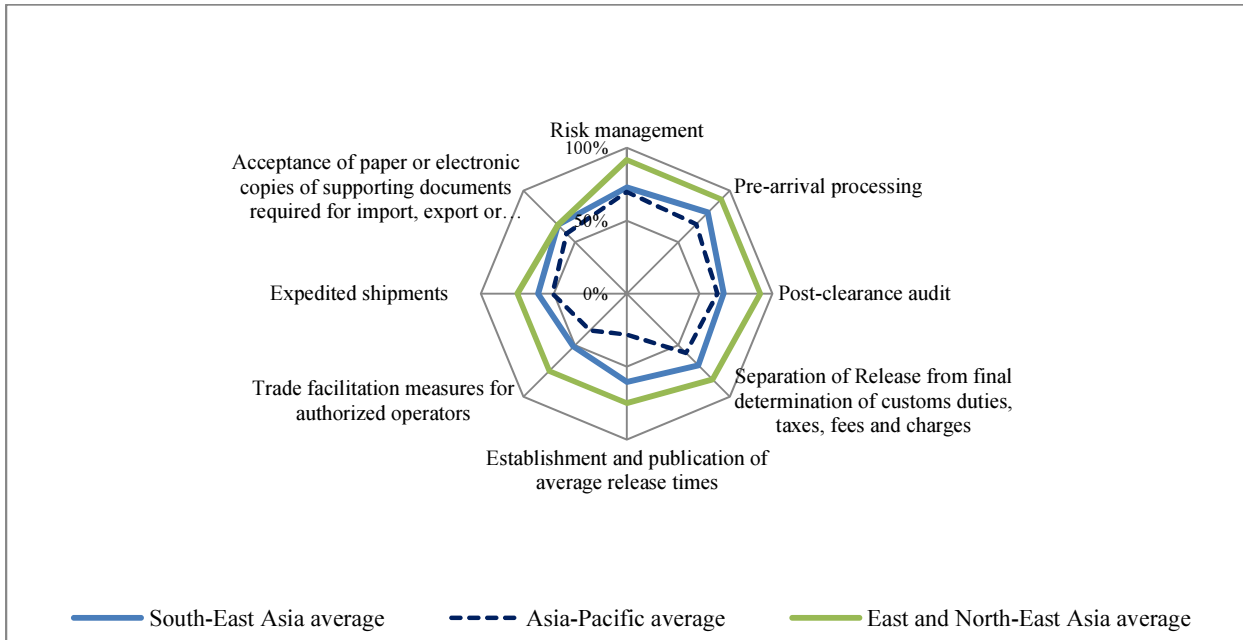 Risk management
100%
Acceptance of paper or electronic
copies of supporting documents
required for import, export or…
Pre-arrival processing
50%
Expedited shipments
0%
Post-clearance audit
Trade facilitation measures for
authorized operators
Separation of Release from final
determination of customs duties,
taxes, fees and charges
Establishment and publication of
average release times
South-East Asia average
Asia-Pacific average
East and North-East Asia average